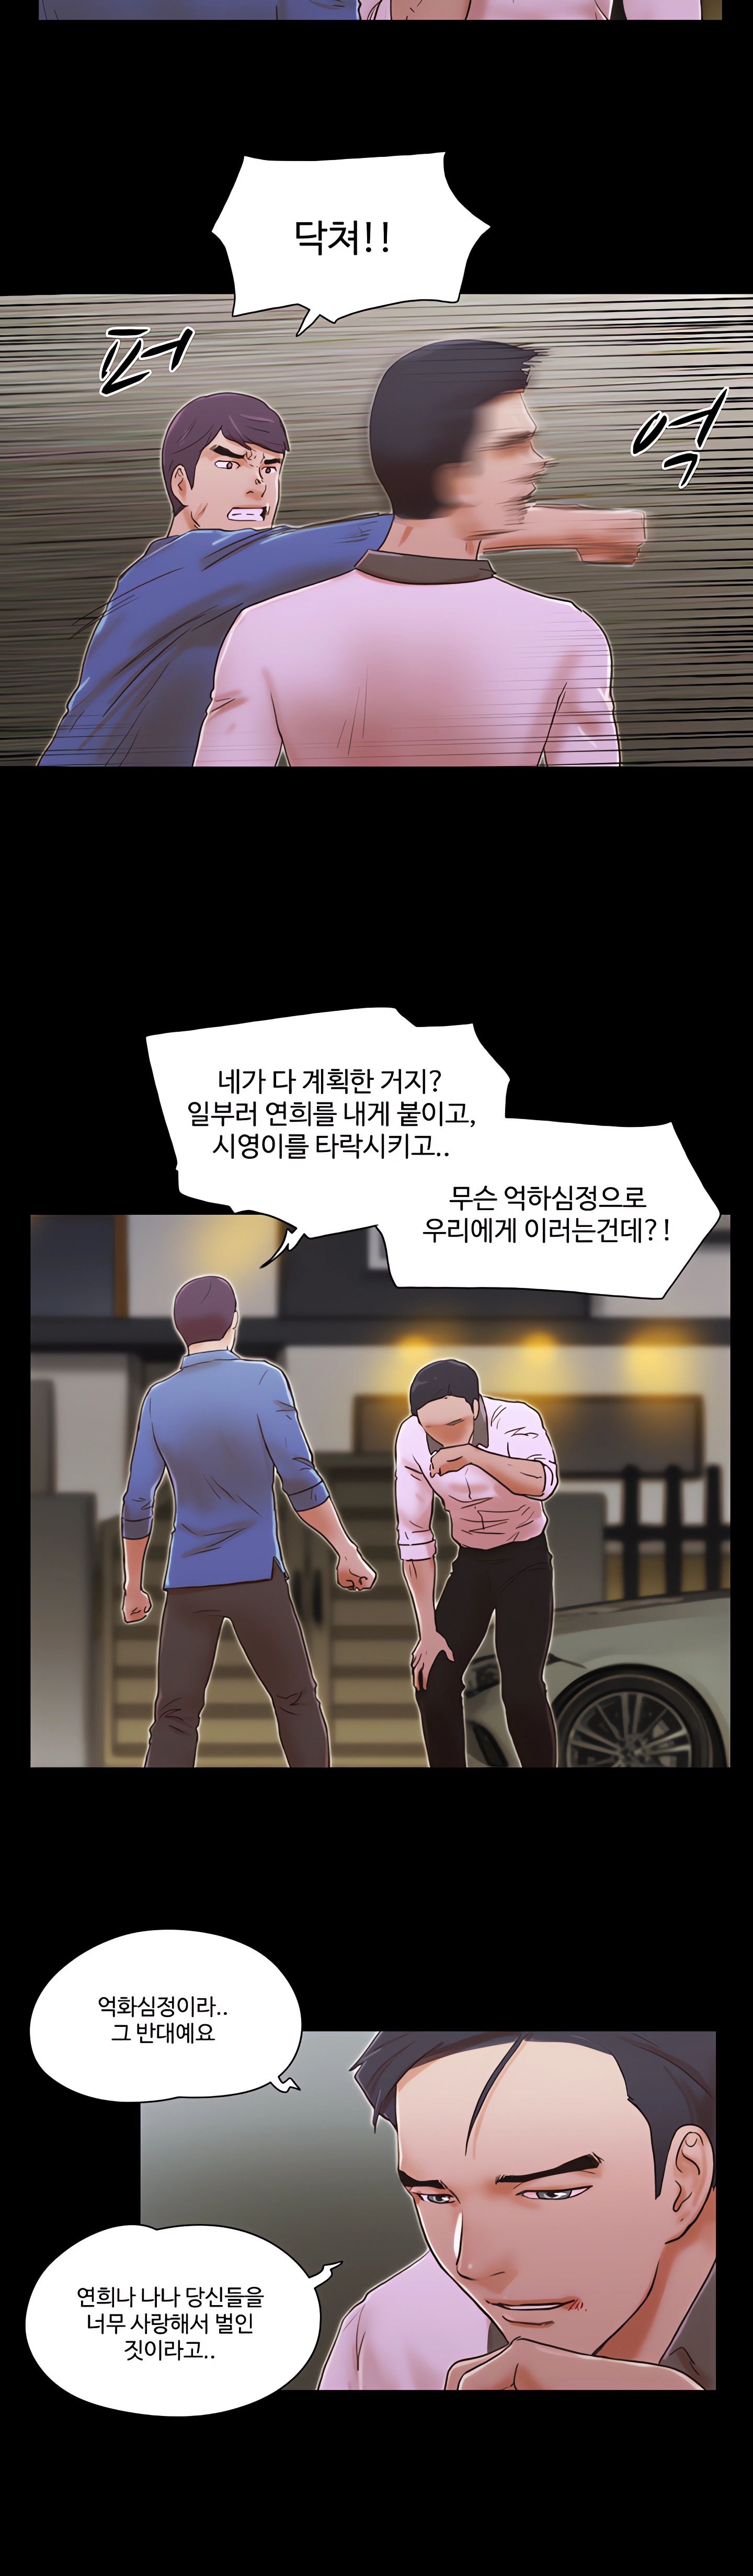 닥쳐!!
퍼
억
네가 다 계획한 거지?
일부러 연희를 내게 붙이고,
시영이를 타락시키고..
무슨 억하심정으로
우리에게 이러는건데?!
억화심정이라..
그 반대예요
연희나 나나 당신들을
너무 사랑해서 벌인
짓이라고..